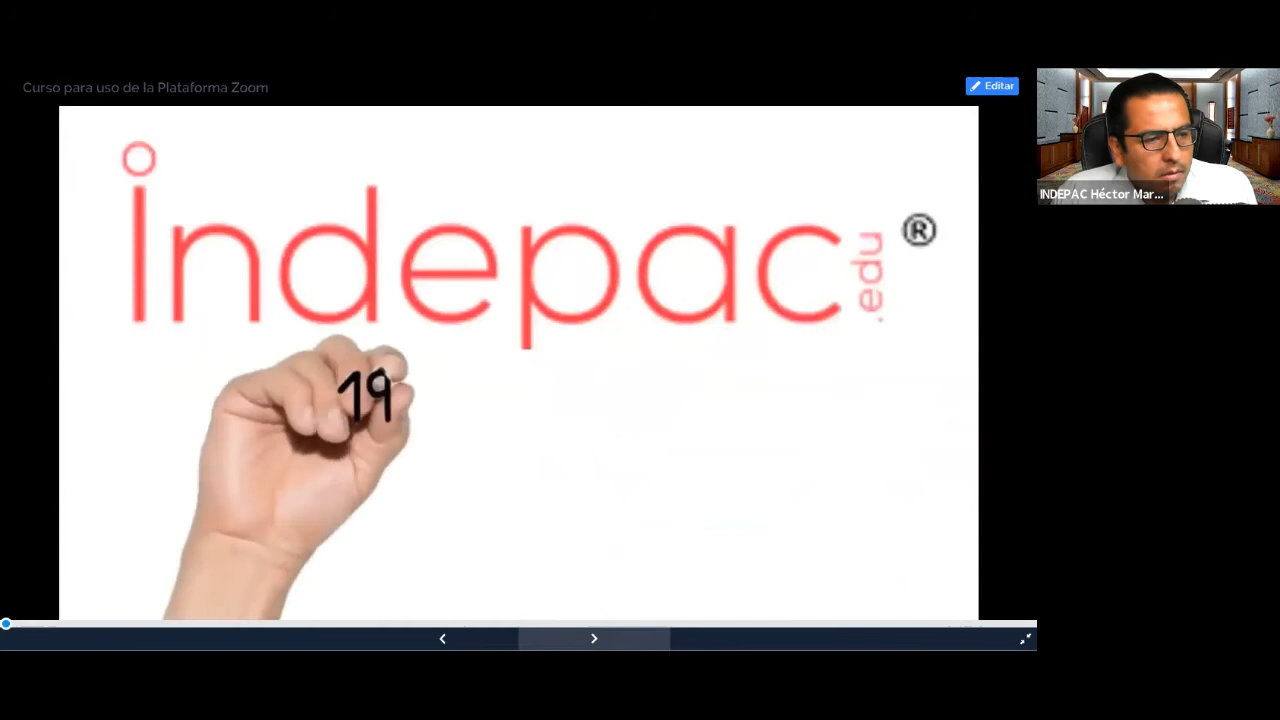 Curso para uso de la Plataforma Zoom
Editar
indepac
.edu
®
19
INDEPAC Héctor Mar...